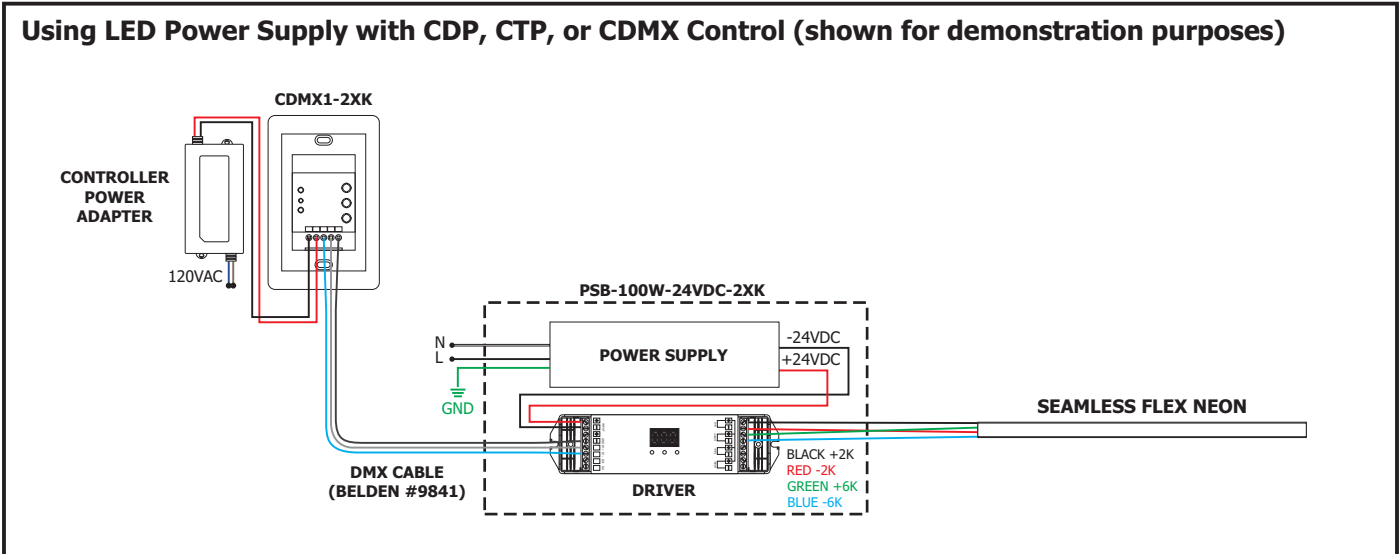 Using LED Power Supply with CDP, CTP, or CDMX Control (shown for demonstration purposes)
CDMX1-2XK
CONTROLLER
POWER
ADAPTER
120VAC
PSB-100W-24VDC-2XK
N
L
GND
POWER SUPPLY
-24VDC
+24VDC
SEAMLESS FLEX NEON
DMX CABLE
(BELDEN #9841)
DRIVER
BLACK +2K
RED -2K
GREEN +6K
BLUE -6K